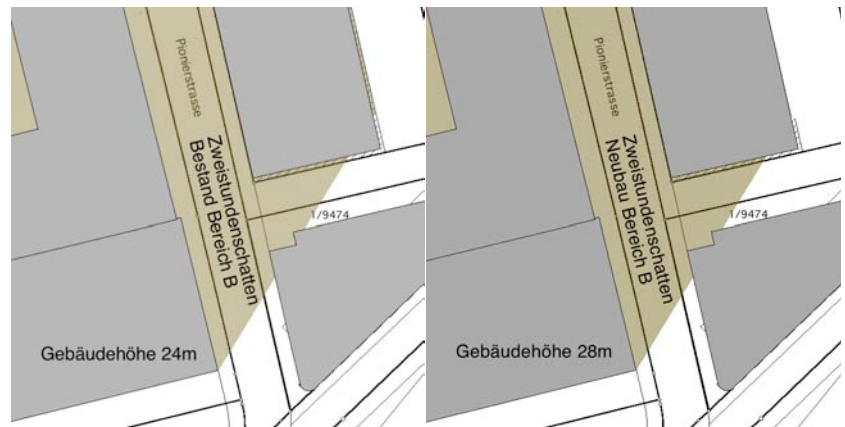 Pionierstrasse
Zweistundenschatten
Bestand Bereich B
1/9474
Gebäudehöhe 24m
Pionierstrasse
Zweistundenschatten
Neubau Bereich B
1/9474
Gebäudehöhe 28m